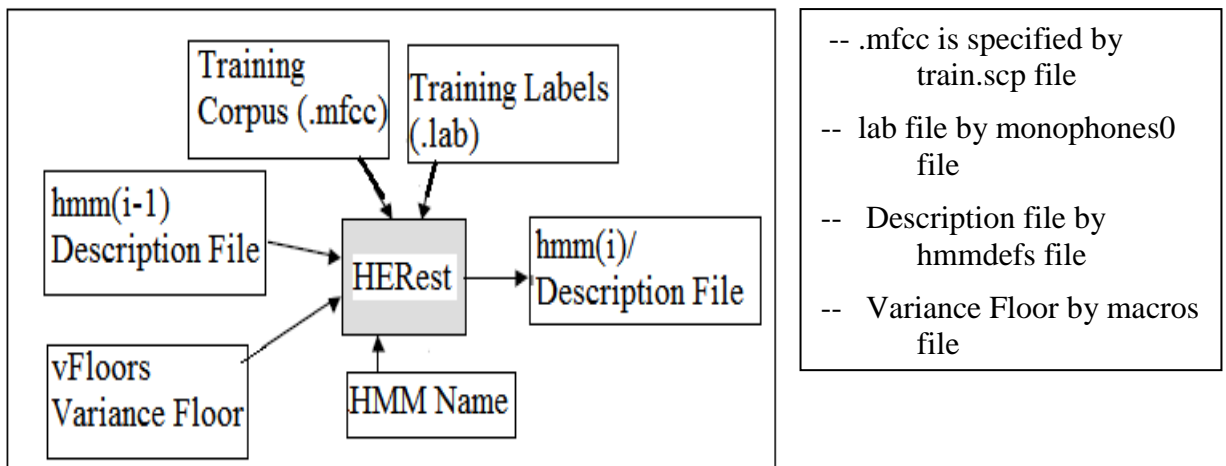 Training
Corpus (.mfcc)
Training Labels
(.lab)
hmm(i-1)
Description File
HERest
hmm(i)/
Description File
vFloors
Variance Floor
HMM Name
-- .mfcc is specified by
train.scp file
-- lab file by monophones0
file
-- Description file by
hmmdefs file
-- Variance Floor by macros
file